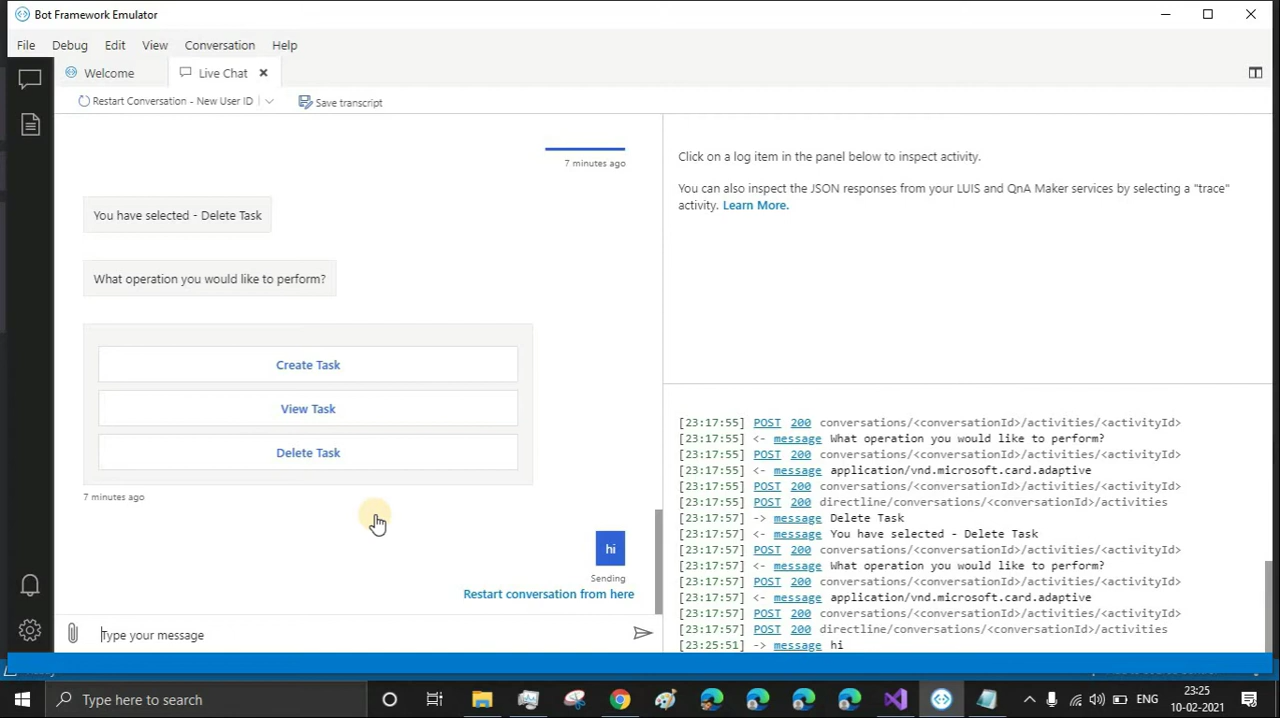 Bot Framework Emulator
File Debug Edit View Conversation Help
Welcome Live Chat
Restart Conversation - New User ID Save transcript
7 minutes ago
You have selected - Delete Task
What operation you would like to perform?
Create Task
View Task
Delete Task
7 minutes ago
hi
Sending
Restart conversation from here
Type your message
Click on a log item in the panel below to inspect activity.
You can also inspect the JSON responses from your LUIS and QnA Maker services by selecting a "trace"
activity. Learn More.
[23:17:55] POST 200 conversations/<conversationId>/activities/<activityId>
[23:17:55] <- message What operation you would like to perform?
[23:17:55] POST 200 conversations/<conversationId>/activities/<activityId>
[23:17:55] <- message application/vnd.microsoft.card.adaptive
[23:17:55] POST 200 conversations/<conversationId>/activities/<activityId>
[23:17:55] POST 200 directline/conversations/<conversationId>/activities
[23:17:57] -> message Delete Task
[23:17:57] <- message You have selected - Delete Task
[23:17:57] POST 200 conversations/<conversationId>/activities/<activityId>
[23:17:57] <- message What operation you would like to perform?
[23:17:57] POST 200 conversations/<conversationId>/activities/<activityId>
[23:17:57] <- message application/vnd.microsoft.card.adaptive
[23:17:57] POST 200 conversations/<conversationId>/activities/<activityId>
[23:17:57] POST 200 directline/conversations/<conversationId>/activities
[23:25:51] -> message hi
Type here to search
ENG
23:25
10-02-2021